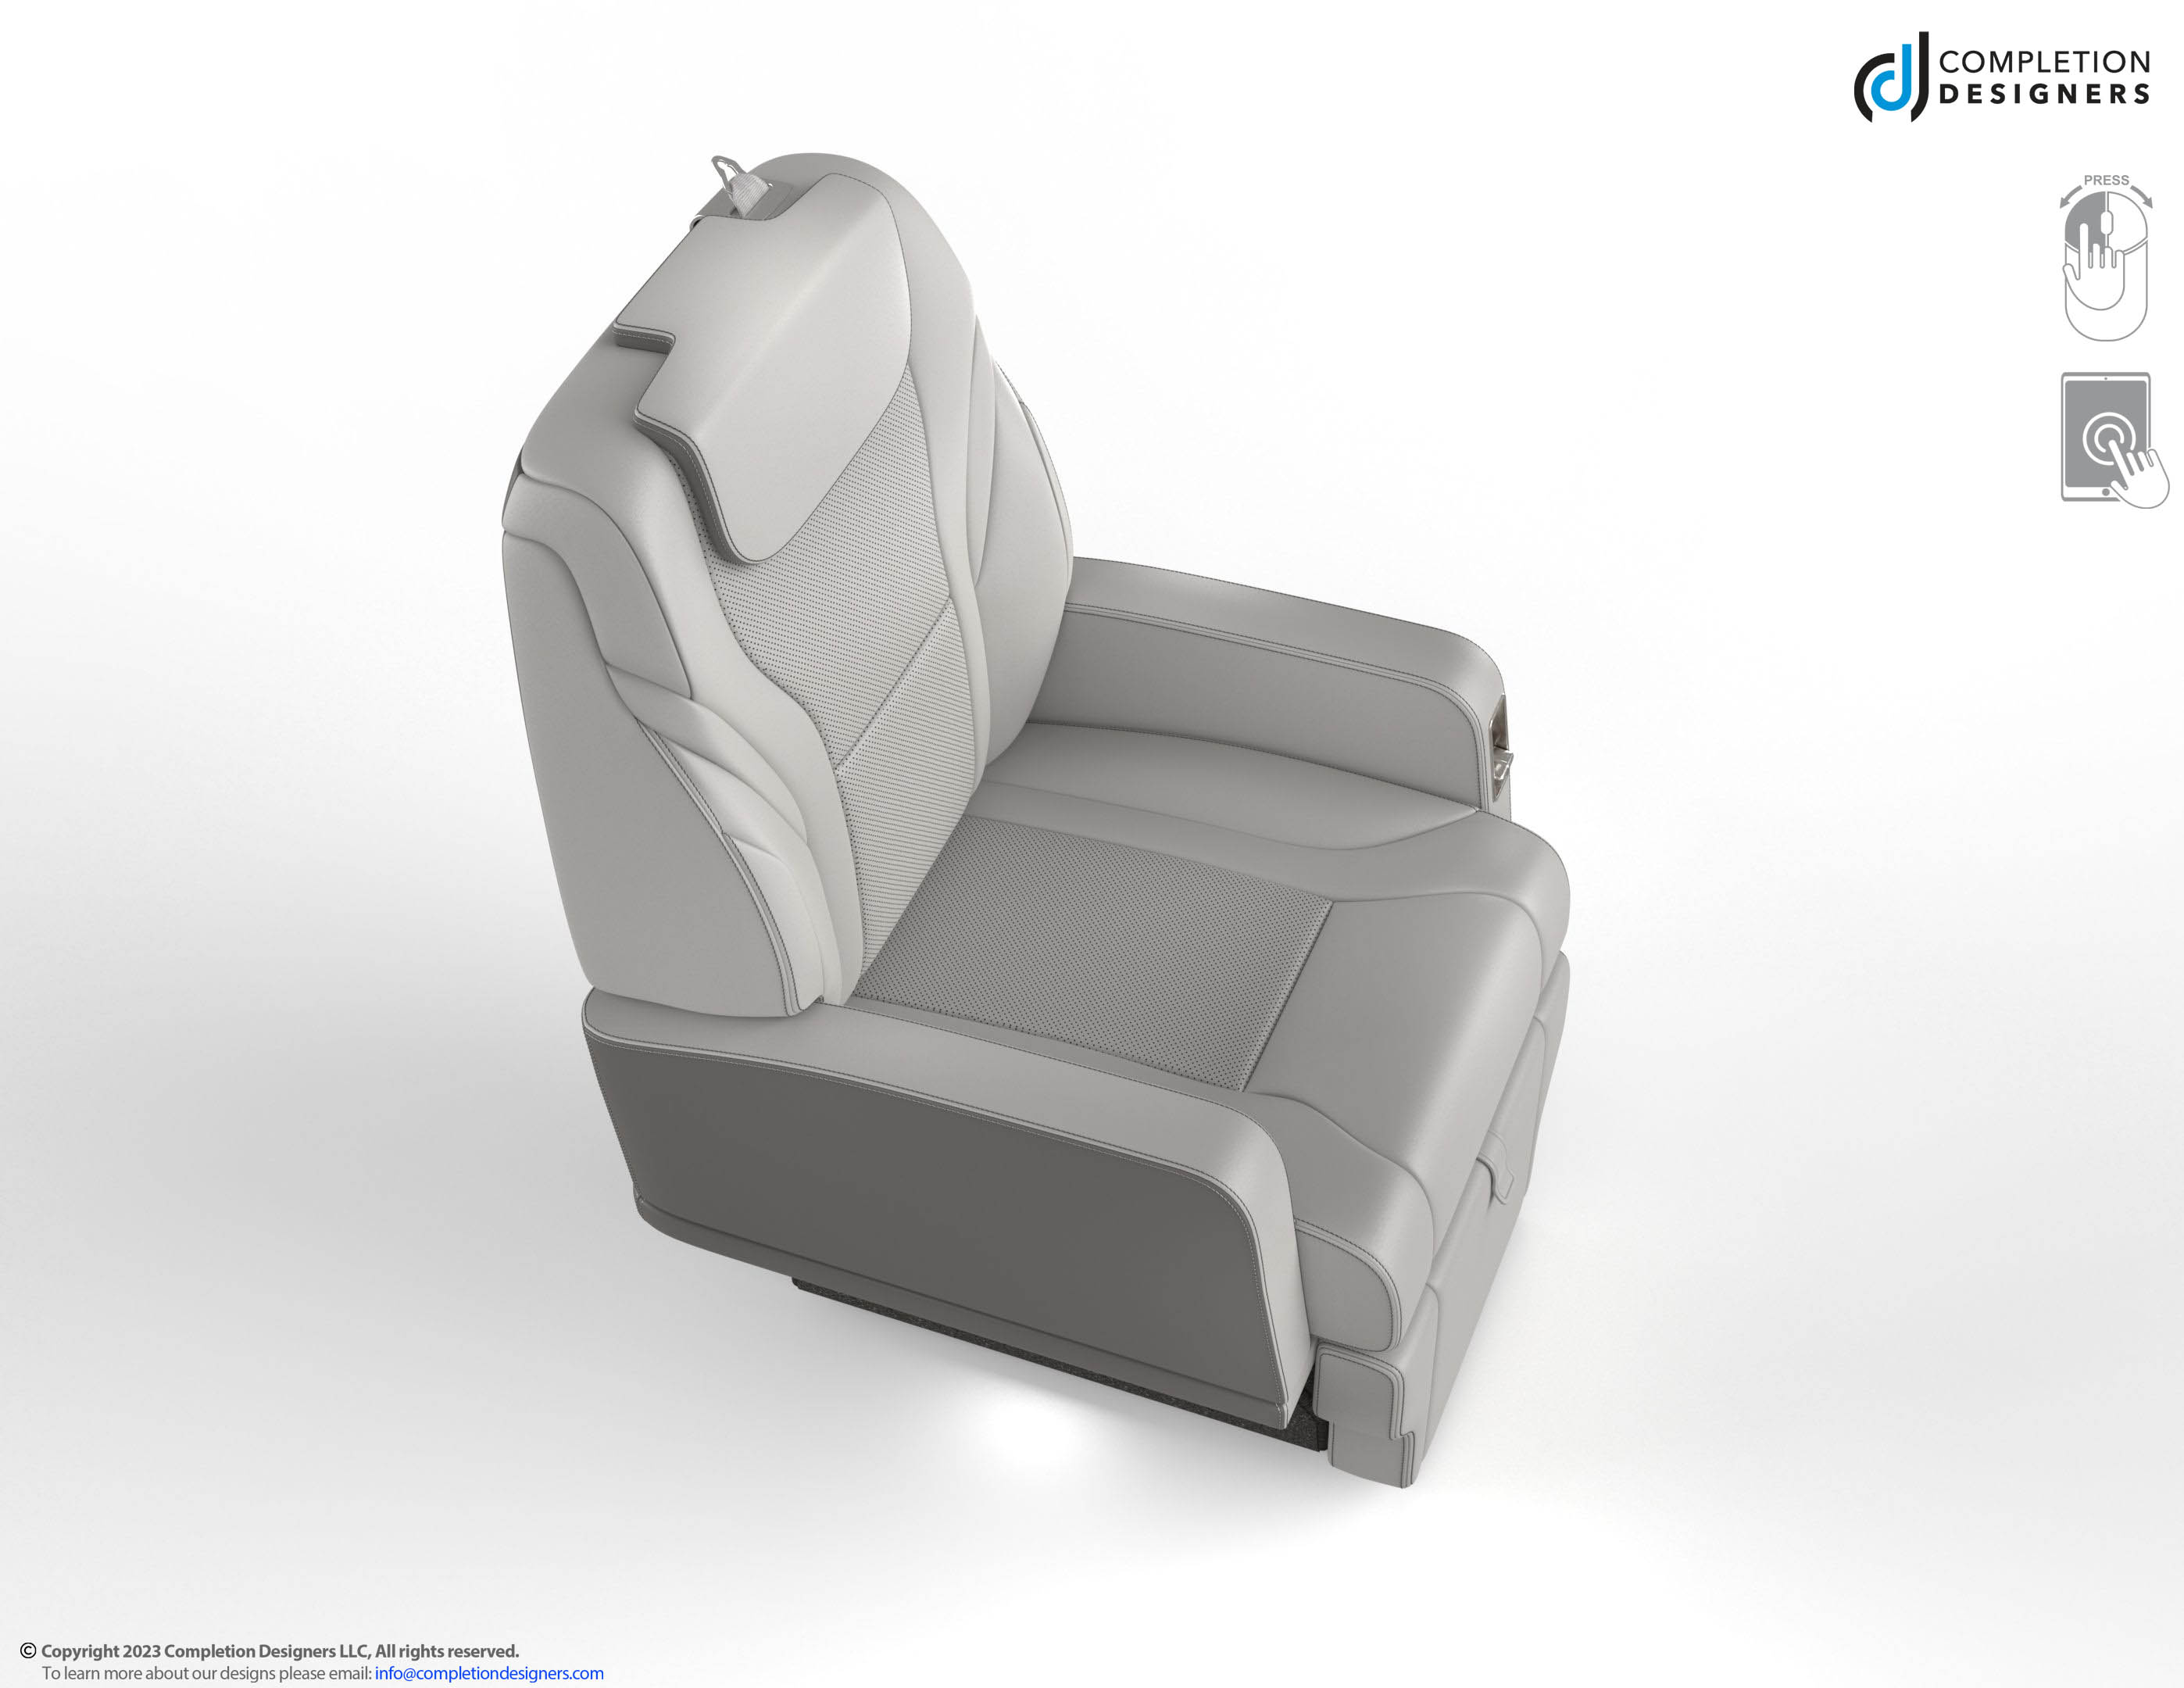 COMPLETION
DESIGNERS
PRESS
© Copyright 2023 Completion Designers LLC, All rights reserved.
To learn more about our designs please email: info@completiondesigners.com